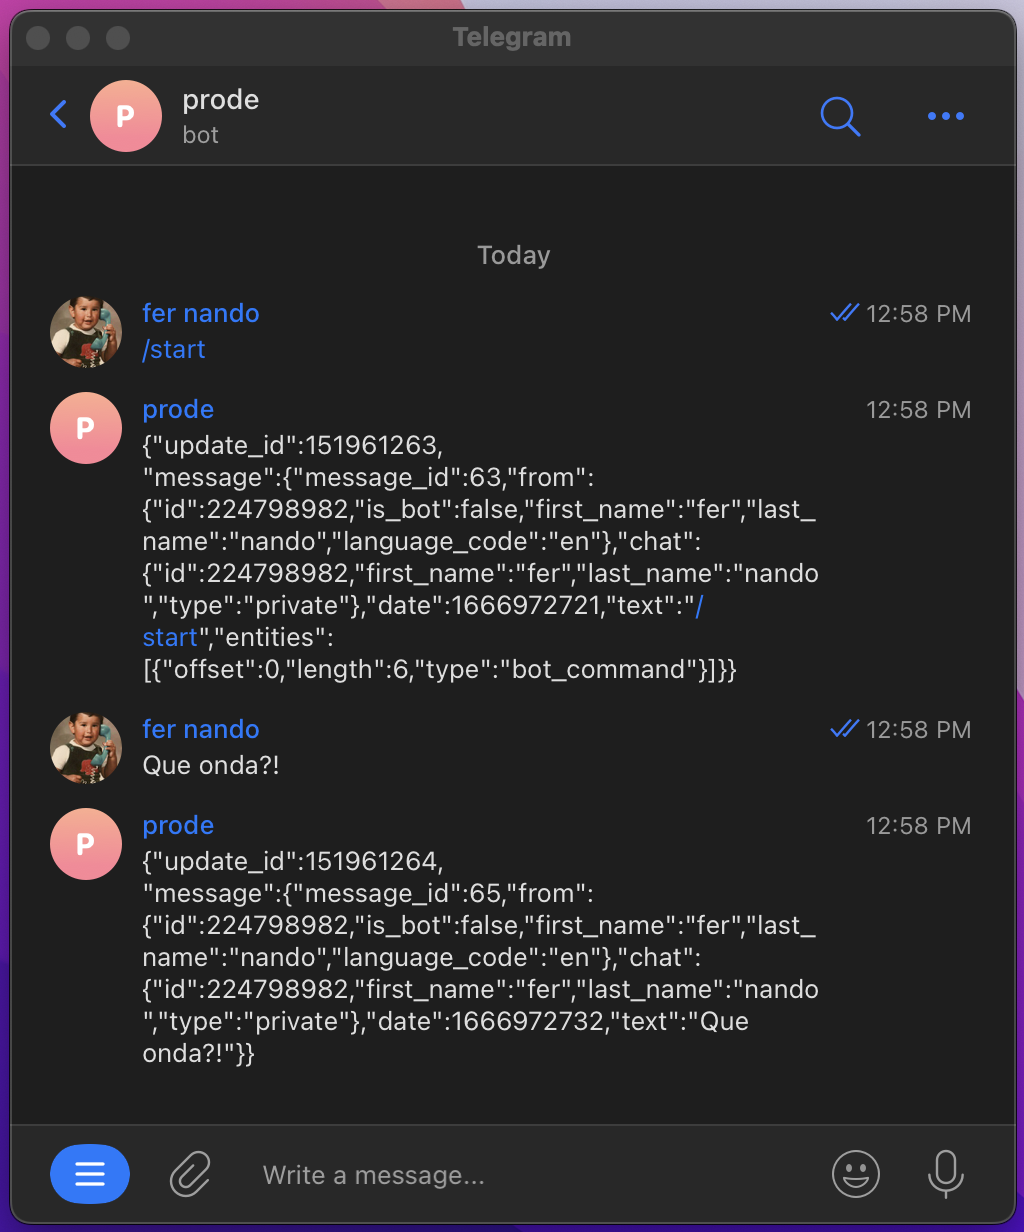 Telegram
P
prode
bot
Today
fer nando
12:58 PM
/start
P
prode
12:58 PM
{"update_id":151961263,
"message":{"message_id":63,"from":
{"id":224798982,"is_bot":false,"first_name":"fer","last_
name":"nando","language_code":"en"},"chat":
{"id":224798982,"first_name":"fer","last_name":"nando
","type":"private"},"date":1666972721,"text":"/
start","entities":
[{"offset":0,"length":6,"type":"bot_command"}]}}
fer nando
12:58 PM
Que onda?!
P
prode
12:58 PM
{"update_id":151961264,
"message":{"message_id":65,"from":
{"id":224798982,"is_bot":false,"first_name":"fer","last_
name":"nando","language_code":"en"},"chat":
{"id":224798982,"first_name":"fer","last_name":"nando
","type":"private"},"date":1666972732,"text":"Que
onda?!"}}
Write a message...